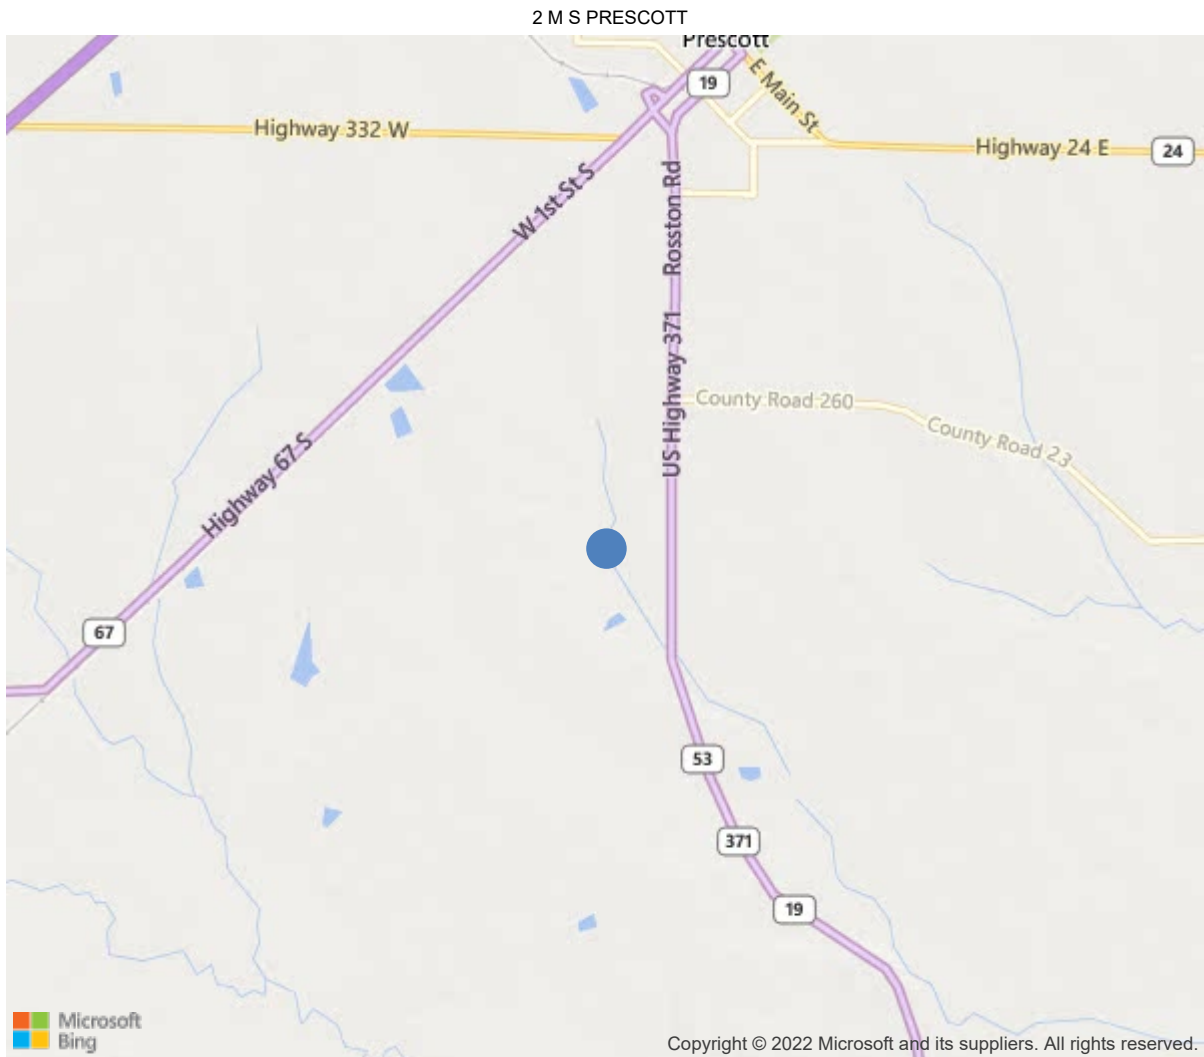 2 M S PRESCOTT
Prescott
19
E Main St
Highway 332 W
Highway 24 E
24
W 1st St S
Rosston Rd
US Highway 371
County Road 260
County Road 23
Highway 67 S
67
53
371
19
Microsoft
Bing
Copyright © 2022 Microsoft and its suppliers. All rights reserved.